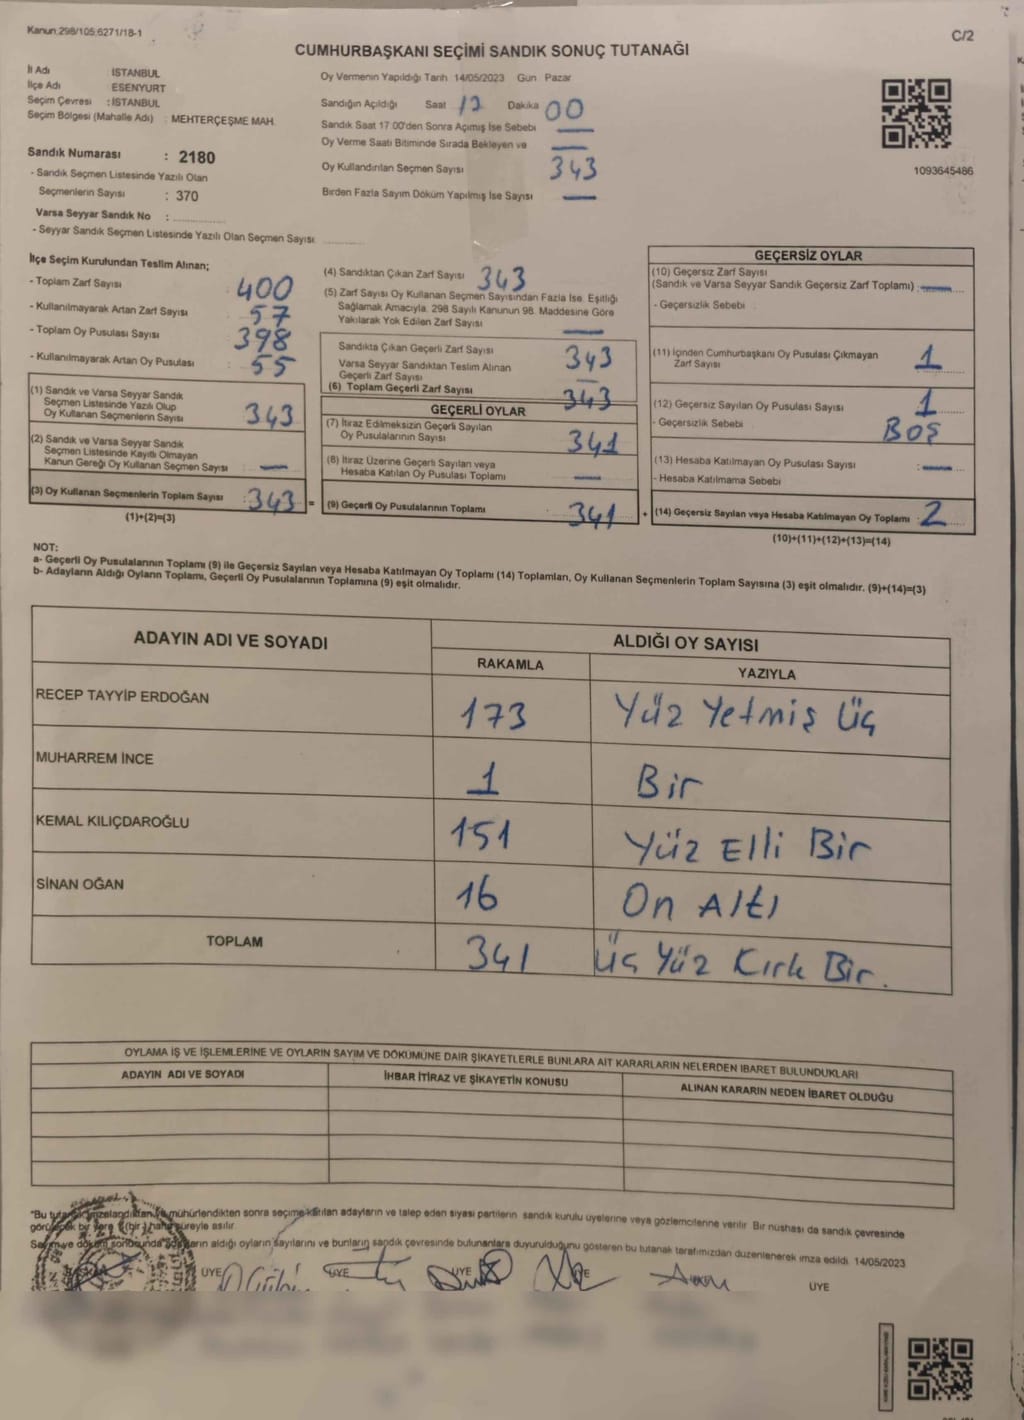 Kanun:298/105.6271/18-1
C/2
CUMHURBAŞKANI SEÇİMİ SANDIK SONUÇ TUTANAĞI
İl Adı : İSTANBUL
İlçe Adı : ESENYURT
Seçim Çevresi : İSTANBUL
Seçim Bölgesi (Mahalle Adı) : MEHTERÇEŞME MAH.
Sandık Numarası : 2180
- Sandık Seçmen Listesinde Yazılı Olan
Seçmenlerin Sayısı : 370
Varsa Seyyar Sandık No :
- Seyyar Sandık Seçmen Listesinde Yazılı Olan Seçmen Sayısı:
Oy Vermenin Yapıldığı Tarih 14/05/2023 Gün Pazar
Sandığın Açıldığı Saat 17 Dakika 00
Sandık Saat 17.00'den Sonra Açımış İse Sebebi —
Oy Verme Saati Bitiminde Sırada Bekleyen ve —
Oy Kullandırılan Seçmen Sayısı 343
Birden Fazla Sayım Döküm Yapılmış İse Sayısı —
1093645486
İlçe Seçim Kurulundan Teslim Alınan;
- Toplam Zarf Sayısı 400
- Kullanılmayarak Artan Zarf Sayısı 57
- Toplam Oy Pusulası Sayısı 398
- Kullanılmayarak Artan Oy Pusulası 55
(1) Sandık ve Varsa Seyyar Sandık
Seçmen Listesinde Yazılı Olup
Oy Kullanan Seçmenlerin Sayısı 343
(2) Sandık ve Varsa Seyyar Sandık
Seçmen Listesinde Kayıtlı Olmayan
Kanun Gereği Oy Kullanan Seçmen Sayısı —
(3) Oy Kullanan Seçmenlerin Toplam Sayısı : 343 =
(1)+(2)=(3)
(4) Sandıktan Çıkan Zarf Sayısı 343
(5) Zarf Sayısı Oy Kullanan Seçmen Sayısından Fazla İse, Eşitliği
Sağlamak Amacıyla, 298 Sayılı Kanunun 98. Maddesine Göre
Yakılarak Yok Edilen Zarf Sayısı —
Sandıkta Çıkan Geçerli Zarf Sayısı 343
Varsa Seyyar Sandıktan Teslim Alınan
Geçerli Zarf Sayısı —
(6) Toplam Geçerli Zarf Sayısı 343
GEÇERLİ OYLAR
(7) İtiraz Edilmeksizin Geçerli Sayılan
Oy Pusulalarının Sayısı 341
(8) İtiraz Üzerine Geçerli Sayılan veya
Hesaba Katılan Oy Pusulası Toplamı —
(9) Geçerli Oy Pusulalarının Toplamı 341 +
GEÇERSİZ OYLAR
(10) Geçersiz Zarf Sayısı
(Sandık ve Varsa Seyyar Sandık Geçersiz Zarf Toplamı) : —
- Geçersizlik Sebebi
(11) İçinden Cumhurbaşkanı Oy Pusulası Çıkmayan
Zarf Sayısı 1
(12) Geçersiz Sayılan Oy Pusulası Sayısı 1
- Geçersizlik Sebebi BOŞ
(13) Hesaba Katılmayan Oy Pusulası Sayısı : —
- Hesaba Katılmama Sebebi
(14) Geçersiz Sayılan veya Hesaba Katılmayan Oy Toplamı : 2
(10)+(11)+(12)+(13)=(14)
NOT:
a- Geçerli Oy Pusulalarının Toplamı (9) ile Geçersiz Sayılan veya Hesaba Katılmayan Oy Toplamı (14) Toplamları, Oy Kullanan Seçmenlerin Toplam Sayısına (3) eşit olmalıdır. (9)+(14)=(3)
b- Adayların Aldığı Oyların Toplamı, Geçerli Oy Pusulalarının Toplamına (9) eşit olmalıdır.
ADAYIN ADI VE SOYADI
ALDIĞI OY SAYISI
RAKAMLA YAZIYLA
RECEP TAYYİP ERDOĞAN 173 Yüz Yetmiş Üç
MUHARREM İNCE 1 Bir
KEMAL KILIÇDAROĞLU 151 Yüz Elli Bir
SİNAN OĞAN 16 On Altı
TOPLAM 341 Üç Yüz Kırk Bir.
OYLAMA İŞ VE İŞLEMLERİNE VE OYLARIN SAYIM VE DÖKÜMÜNE DAİR ŞİKAYETLERLE BUNLARA AİT KARARLARIN NELERDEN İBARET BULUNDUKLARI
ADAYIN ADI VE SOYADI İHBAR İTİRAZ VE ŞİKAYETİN KONUSU ALINAN KARARIN NEDEN İBARET OLDUĞU
"Bu mühürlendikten sonra seçime katılan adayların ve talep eden siyasi partilerin sandık kurulu üyelerine veya gözlemcilerine verilir. Bir nüshası da sandık çevresinde
görülecek bir yere (bir) hafta süreyle asılır.
Sayım ve döküm sonucunda adayların aldığı oyların sayılarını ve bunların sandık çevresinde bulunanlara duyurulduğunu gösteren bu tutanak tarafımızdan düzenlenerek imza edildi. 14/05/2023
ÜYE ÜYE ÜYE ÜYE ÜYE